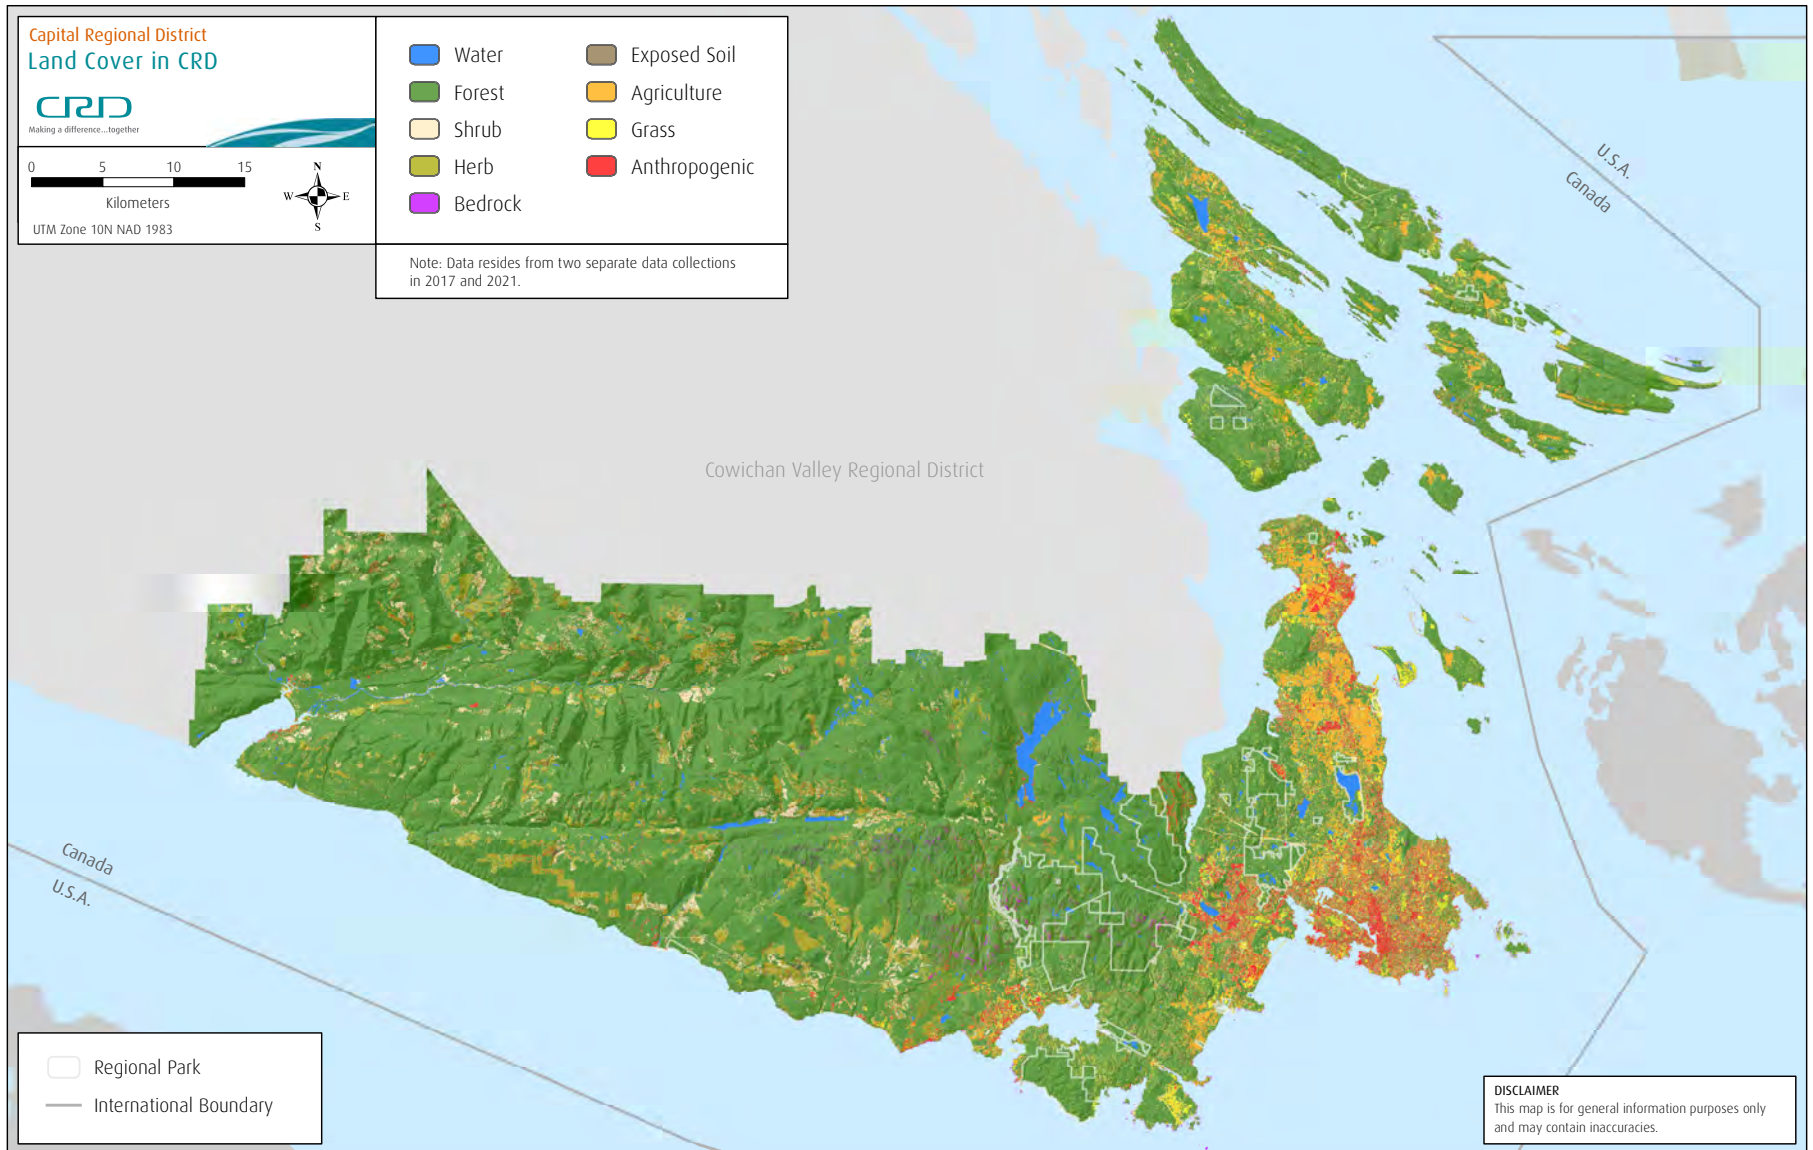 Capital Regional District
Land Cover in CRD
CRD
Making a difference...together
0 5 10 15
Kilometers
UTM Zone 10N NAD 1983
N
W E
S
Water
Forest
Shrub
Herb
Bedrock
Exposed Soil
Agriculture
Grass
Anthropogenic
Note: Data resides from two separate data collections
in 2017 and 2021.
U.S.A.
Canada
Cowichan Valley Regional District
Canada
U.S.A.
Regional Park
International Boundary
DISCLAIMER
This map is for general information purposes only
and may contain inaccuracies.